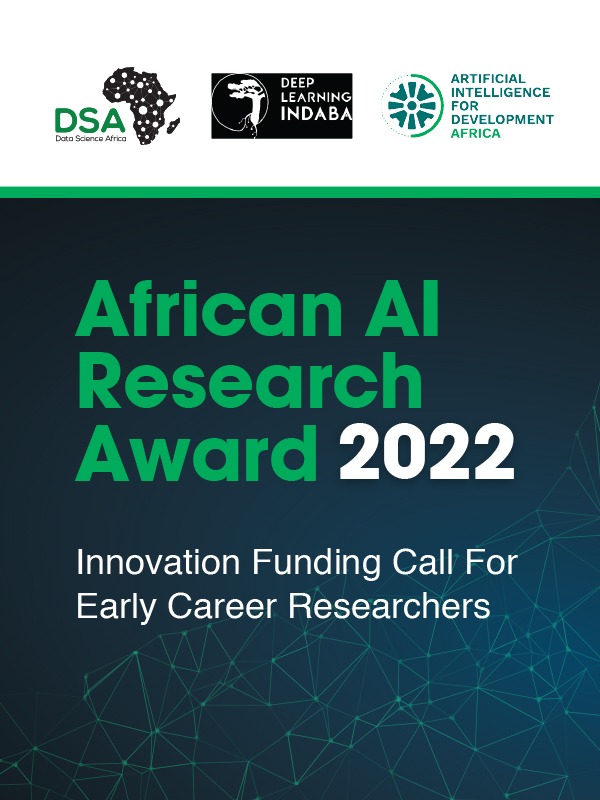 DSA
Data Science Africa
DEEP
LEARNING
INDABA
ARTIFICIAL
INTELLIGENCE
FOR
DEVELOPMENT
AFRICA
African AI
Research
Award 2022
Innovation Funding Call For
Early Career Researchers